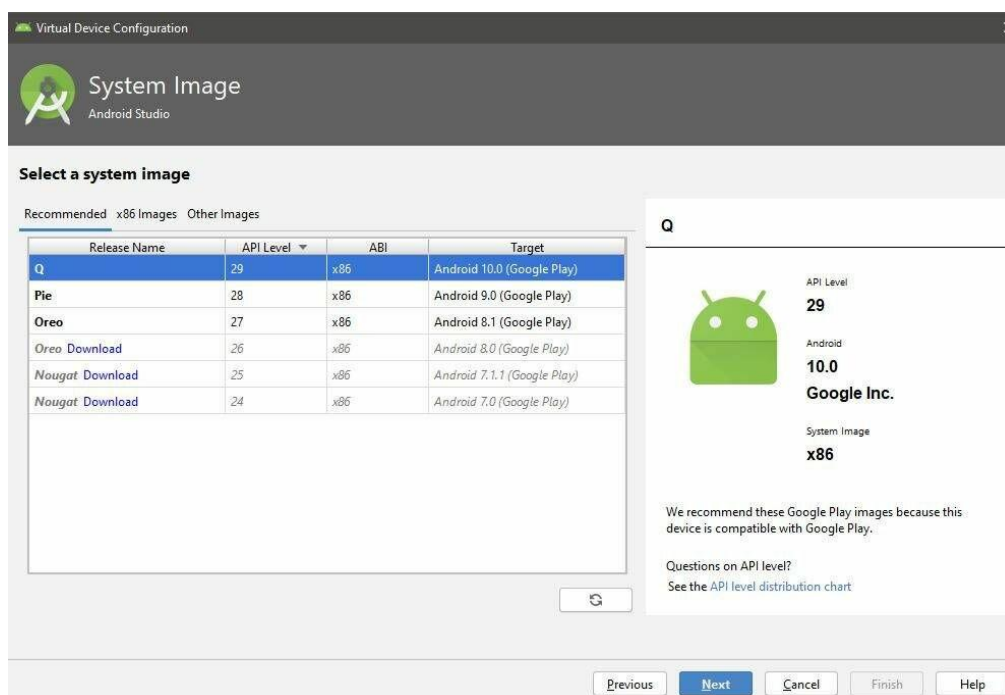 Virtual Device Configuration
System Image
Android Studio
Select a system image
Recommended x86 Images Other Images
Release Name API Level ABI Target
Q 29 x86 Android 10.0 (Google Play)
Pie 28 x86 Android 9.0 (Google Play)
Oreo 27 x86 Android 8.1 (Google Play)
Oreo Download 26 x86 Android 8.0 (Google Play)
Nougat Download 25 x86 Android 7.1.1 (Google Play)
Nougat Download 24 x86 Android 7.0 (Google Play)
Q
API Level
29
Android
10.0
Google Inc.
System Image
x86
We recommend these Google Play images because this
device is compatible with Google Play.
Questions on API level?
See the API level distribution chart
Previous Next Cancel Finish Help